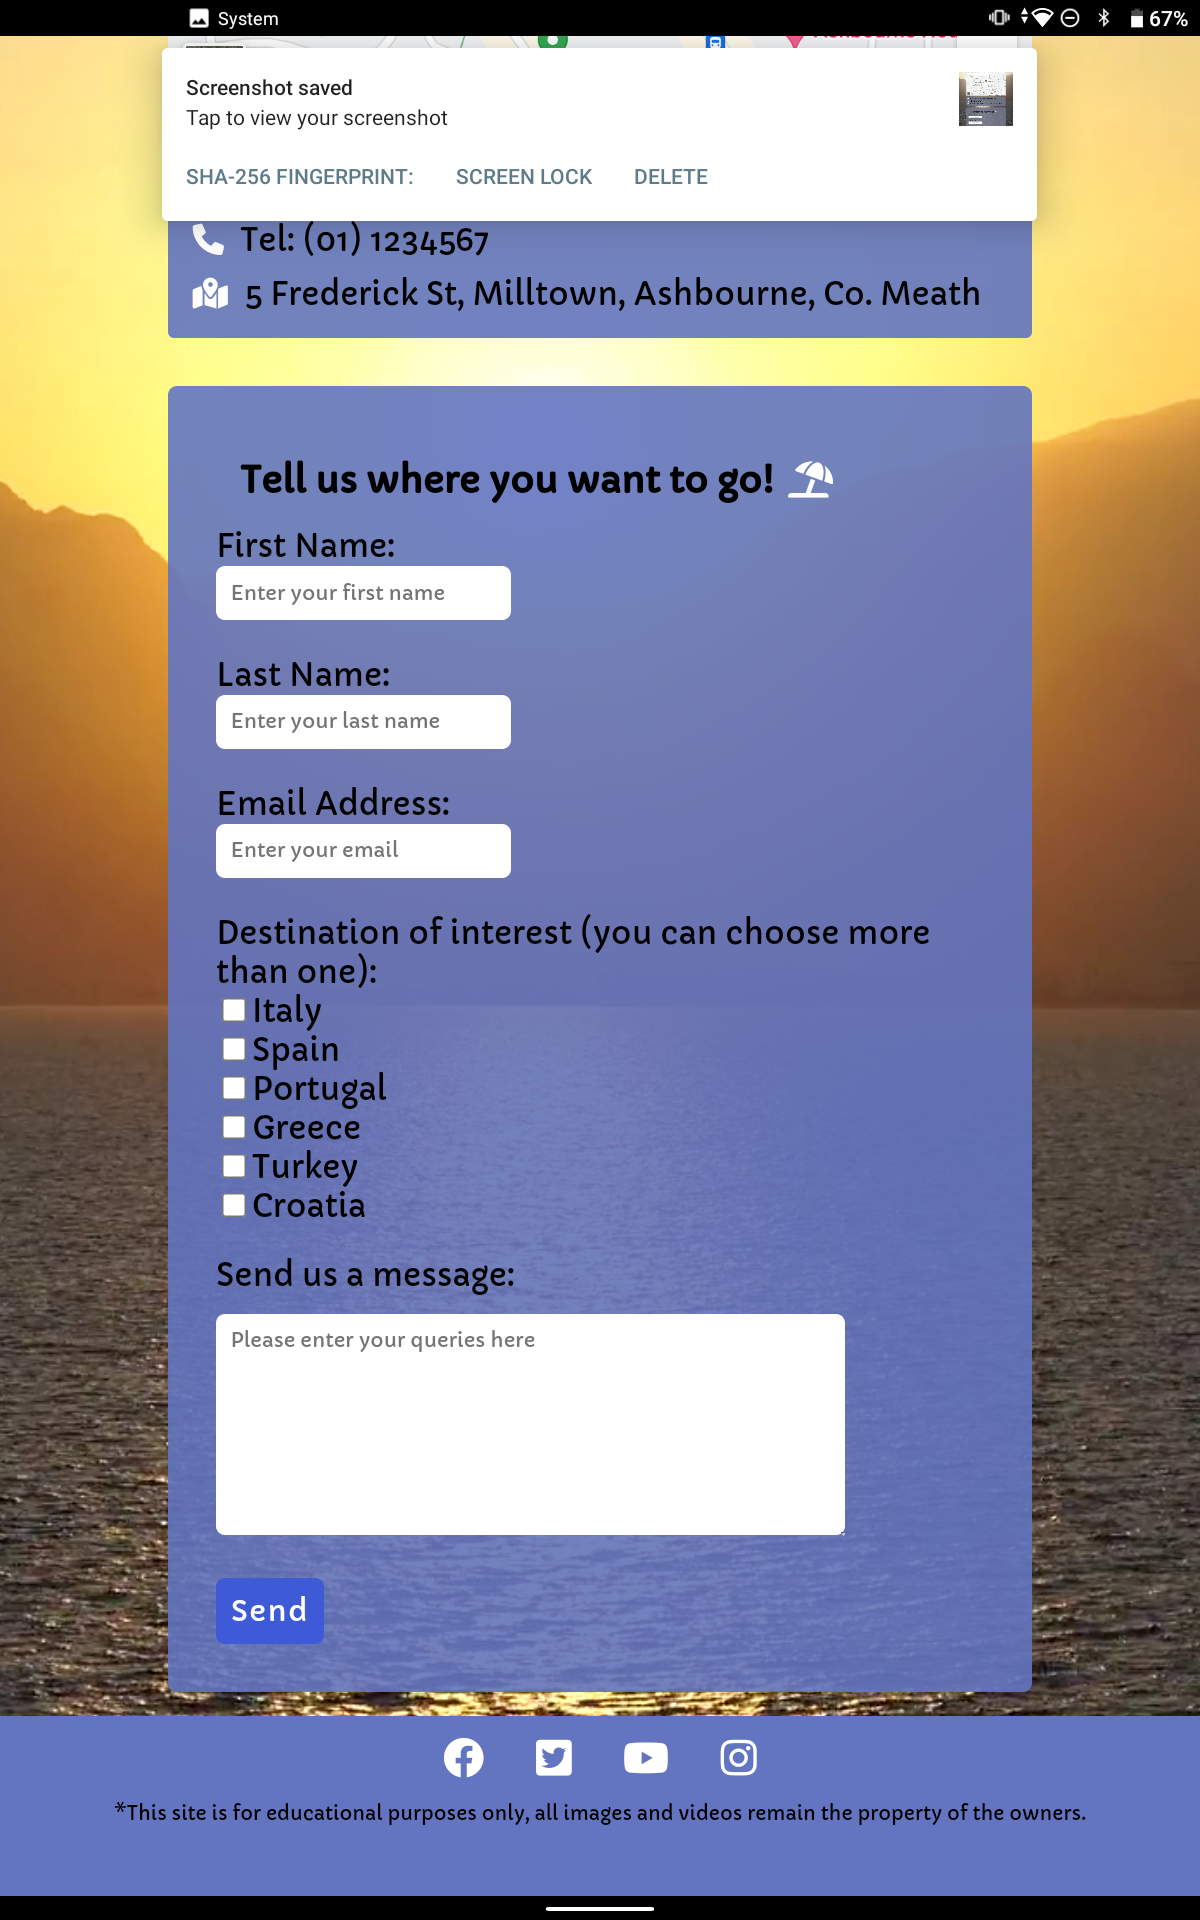 System
67%
Screenshot saved
Tap to view your screenshot
SHA-256 FINGERPRINT: SCREEN LOCK DELETE
Tel: (01) 1234567
5 Frederick St, Milltown, Ashbourne, Co. Meath
Tell us where you want to go!
First Name:
Enter your first name
Last Name:
Enter your last name
Email Address:
Enter your email
Destination of interest (you can choose more
than one):
Italy
Spain
Portugal
Greece
Turkey
Croatia
Send us a message:
Please enter your queries here
Send
*This site is for educational purposes only, all images and videos remain the property of the owners.